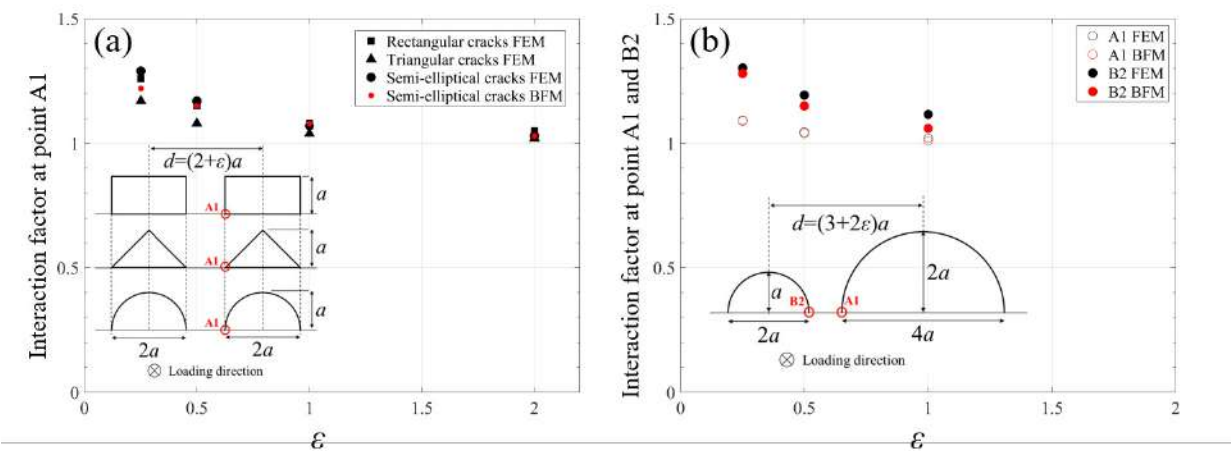 (a)
Rectangular cracks FEM
Triangular cracks FEM
Semi-elliptical cracks FEM
Semi-elliptical cracks BFM
Interaction factor at point A1
1.5
1
0.5
0
d=(2+ε)a
a
A1
a
A1
a
A1
2a
2a
Loading direction
0
0.5
1
1.5
2
ε
(b)
A1 FEM
A1 BFM
B2 FEM
B2 BFM
Interaction factor at point A1 and B2
1.5
1
0.5
0
d=(3+2ε)a
2a
a
B2
A1
2a
4a
Loading direction
0
0.5
1
1.5
2
ε